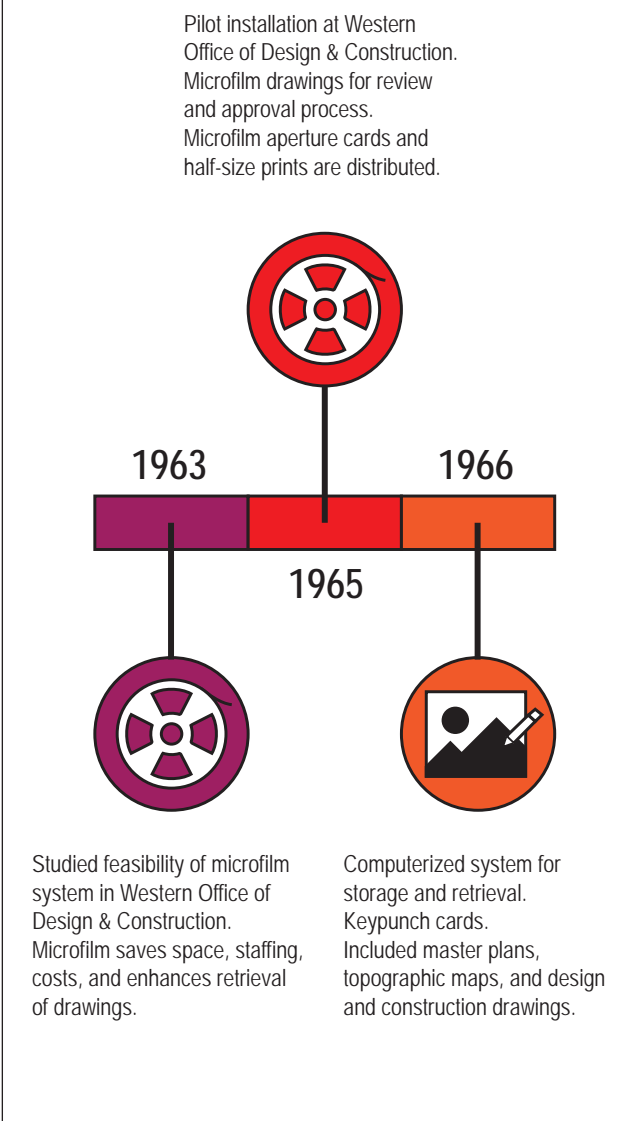 Pilot installation at Western
Office of Design & Construction.
Microfilm drawings for review
and approval process.
Microfilm aperture cards and
half-size prints are distributed.
1963
1966
1965
Studied feasibility of microfilm
system in Western Office of
Design & Construction.
Microfilm saves space, staffing,
costs, and enhances retrieval
of drawings.
Computerized system for
storage and retrieval.
Keypunch cards.
Included master plans,
topographic maps, and design
and construction drawings.